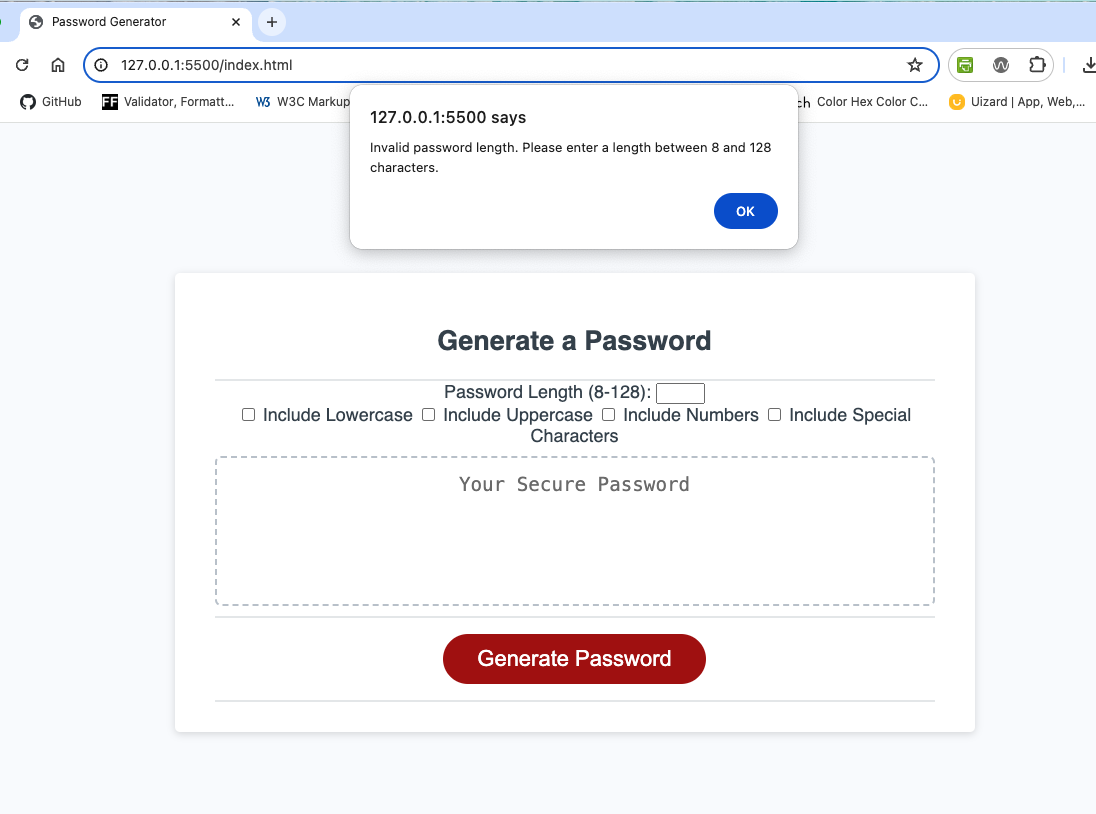 Password Generator
127.0.0.1:5500/index.html
GitHub
FF Validator, Formatt...
W3 W3C Markup
ch Color Hex Color C...
Uizard | App, Web,...
127.0.0.1:5500 says
Invalid password length. Please enter a length between 8 and 128
characters.
OK
Generate a Password
Password Length (8-128):
Include Lowercase Include Uppercase Include Numbers Include Special
Characters
Your Secure Password
Generate Password